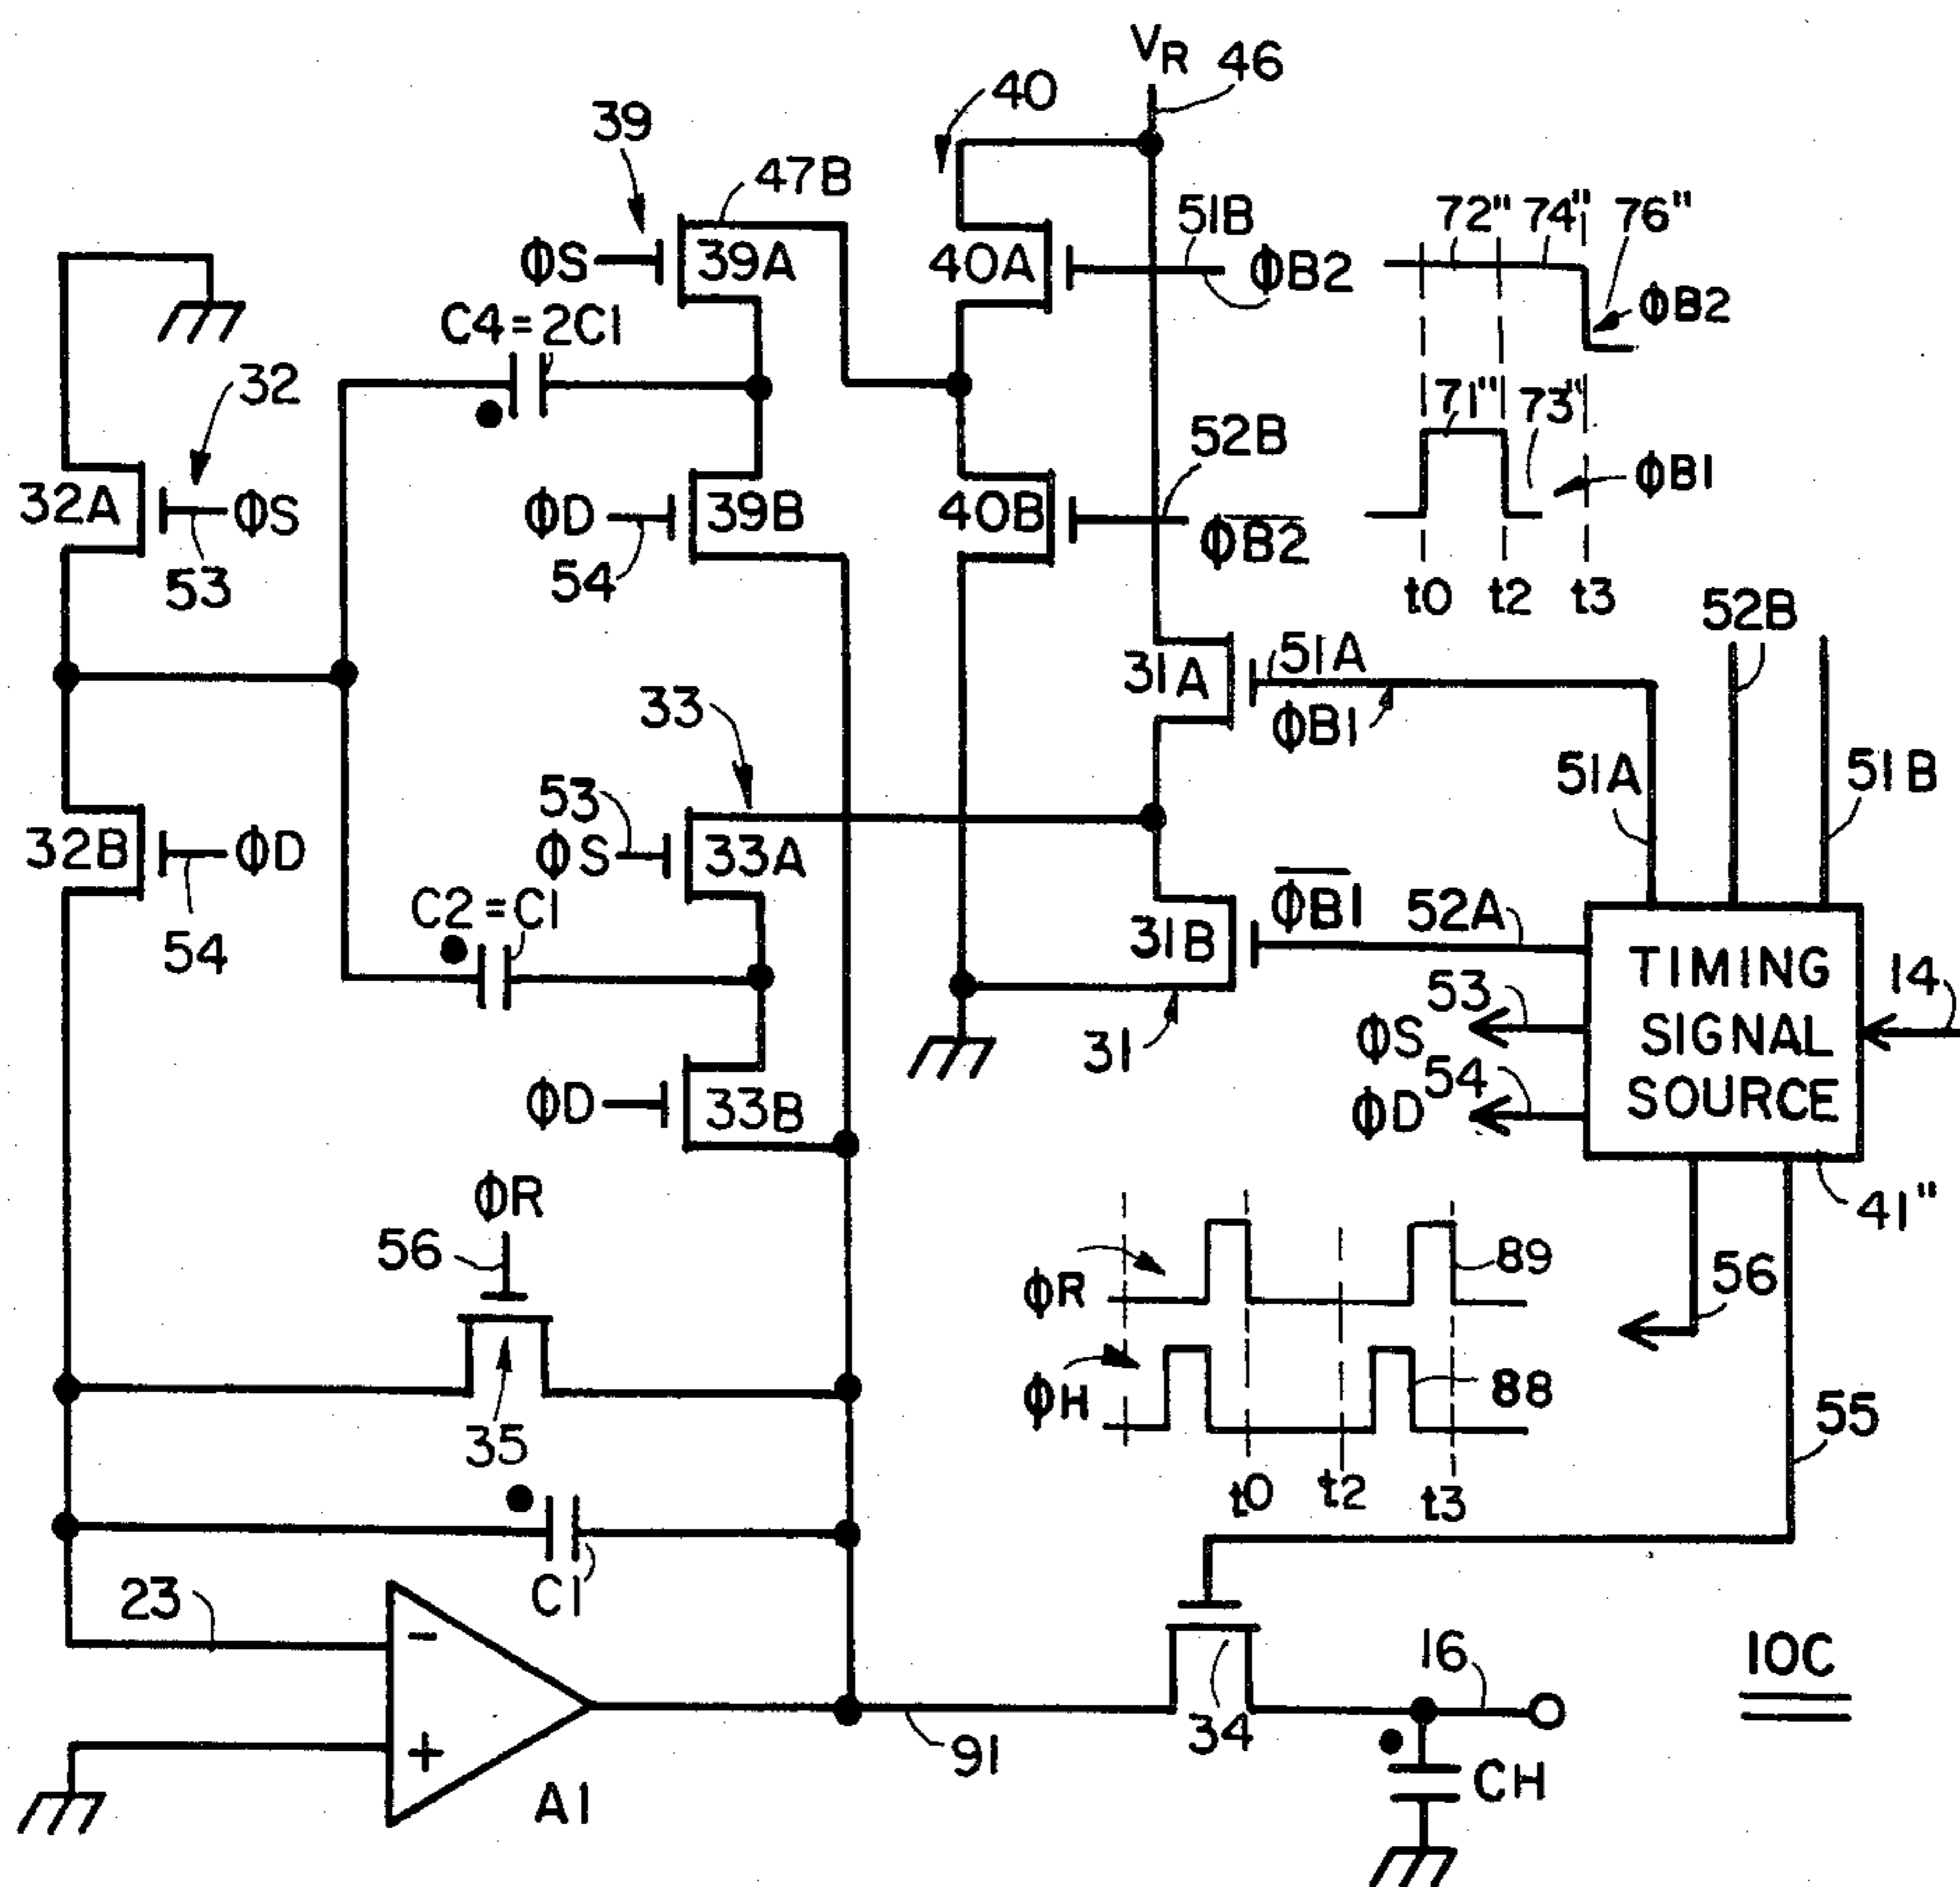 VR
46
40
39
47B
51B
72"
74"
76"
ΦS
39A
40A
ΦB2
ΦB2
C4=2C1
32
71"
73"
52B
32A
ΦS
ΦD
39B
40B
ΦB1
53
54
Φ̅B̅2̅
t0
t2
t3
52B
31A
51A
33
ΦB1
51A
51B
53
32B
ΦD
ΦS
33A
C2=C1
Φ̅B̅1̅
52A
31B
54
TIMING
SIGNAL
SOURCE
14
53
ΦS
31
54
ΦD
ΦD
33B
ΦR
41"
56
89
56
ΦR
ΦH
88
35
55
t0
t2
t3
C1
23
−
16
10C
+
34
91
CH
A1